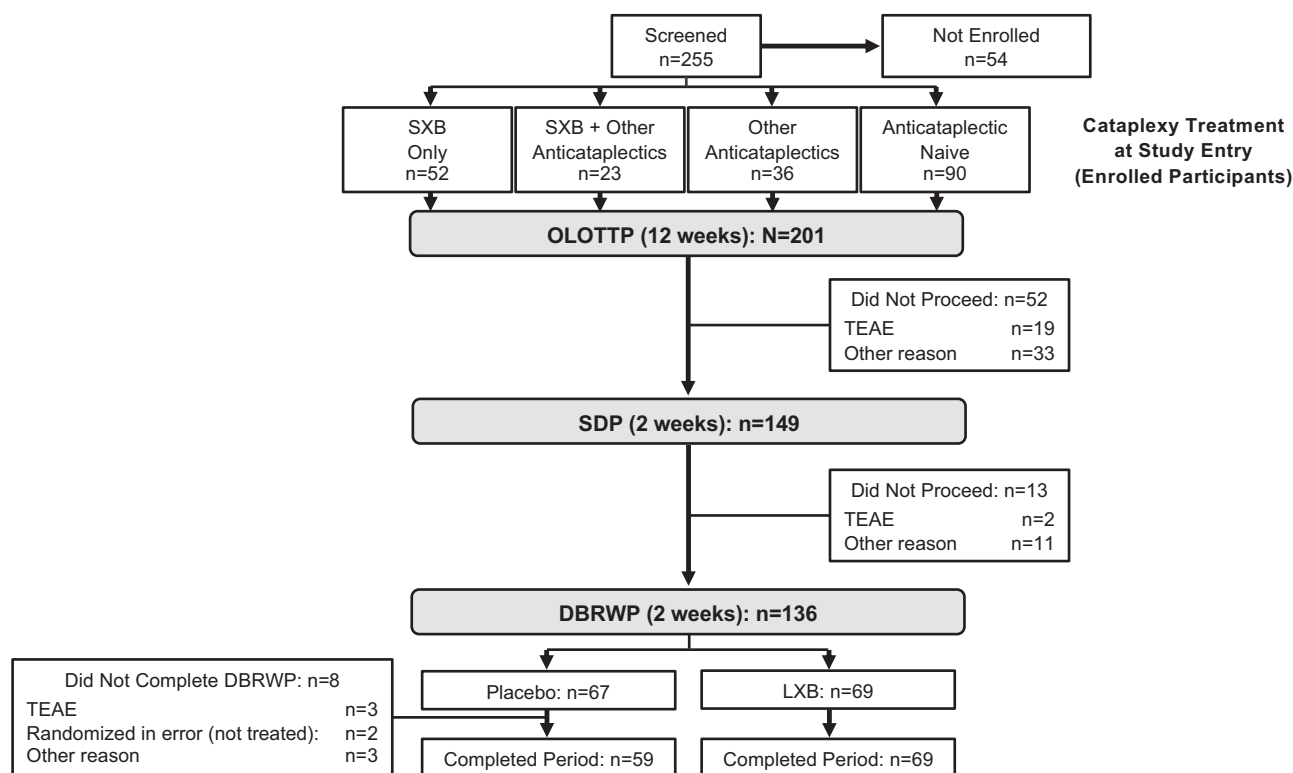 Screened
n=255
Not Enrolled
n=54
SXB
Only
n=52
SXB + Other
Anticataplectics
n=23
Other
Anticataplectics
n=36
Anticataplectic
Naive
n=90
Cataplexy Treatment
at Study Entry
(Enrolled Participants)
OLOTTP (12 weeks): N=201
Did Not Proceed: n=52
TEAE n=19
Other reason n=33
SDP (2 weeks): n=149
Did Not Proceed: n=13
TEAE n=2
Other reason n=11
DBRWP (2 weeks): n=136
Did Not Complete DBRWP: n=8
TEAE n=3
Randomized in error (not treated): n=2
Other reason n=3
Placebo: n=67
LXB: n=69
Completed Period: n=59
Completed Period: n=69